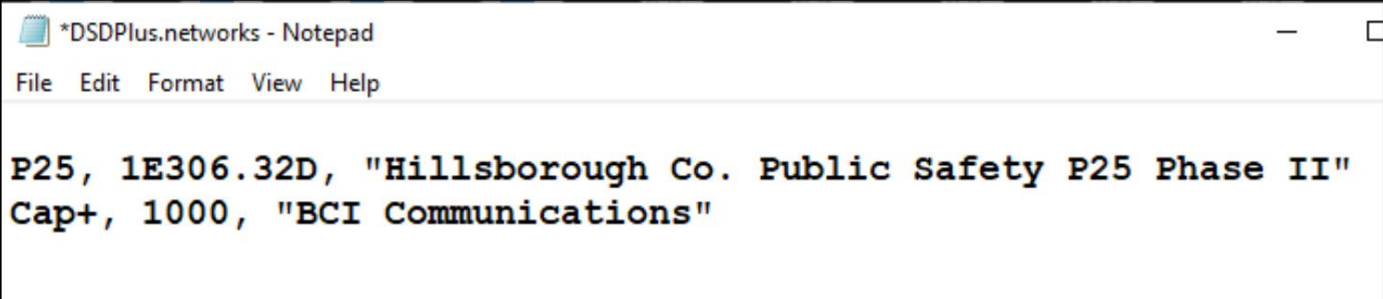 *DSDPlus.networks - Notepad
File Edit Format View Help
P25, 1E306.32D, "Hillsborough Co. Public Safety P25 Phase II"
Cap+, 1000, "BCI Communications"